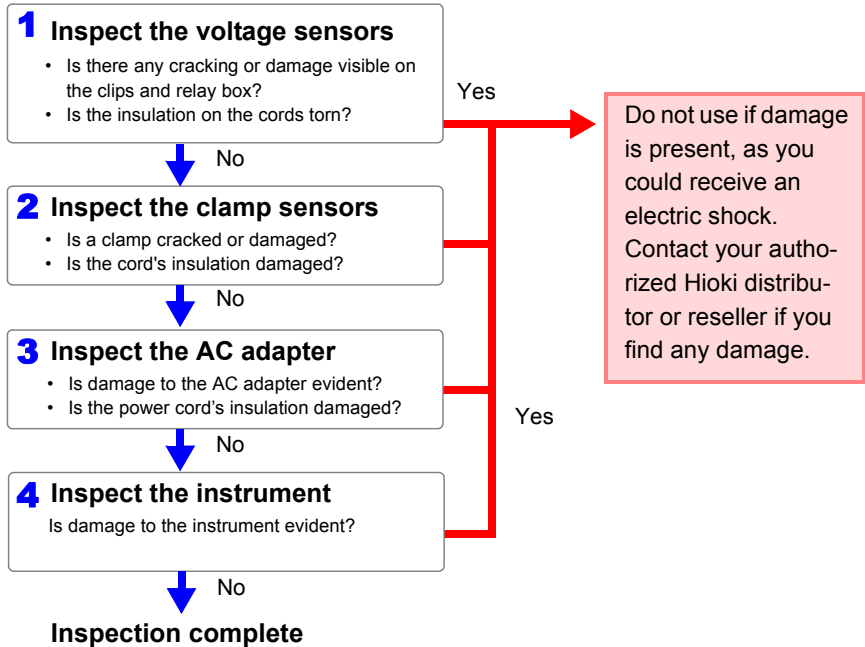 1 Inspect the voltage sensors
• Is there any cracking or damage visible on
the clips and relay box?
• Is the insulation on the cords torn?
Yes
Do not use if damage
is present, as you
could receive an
electric shock.
Contact your autho-
rized Hioki distribu-
tor or reseller if you
find any damage.
No
2 Inspect the clamp sensors
• Is a clamp cracked or damaged?
• Is the cord's insulation damaged?
No
3 Inspect the AC adapter
• Is damage to the AC adapter evident?
• Is the power cord’s insulation damaged?
Yes
No
4 Inspect the instrument
Is damage to the instrument evident?
No
Inspection complete